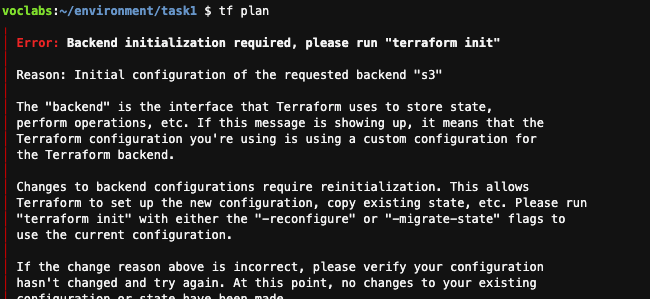 voclabs:~/environment/task1 $ tf plan
Error: Backend initialization required, please run "terraform init"
Reason: Initial configuration of the requested backend "s3"
The "backend" is the interface that Terraform uses to store state,
perform operations, etc. If this message is showing up, it means that the
Terraform configuration you're using is using a custom configuration for
the Terraform backend.
Changes to backend configurations require reinitialization. This allows
Terraform to set up the new configuration, copy existing state, etc. Please run
"terraform init" with either the "-reconfigure" or "-migrate-state" flags to
use the current configuration.
If the change reason above is incorrect, please verify your configuration
hasn't changed and try again. At this point, no changes to your existing
configuration or state have been made.